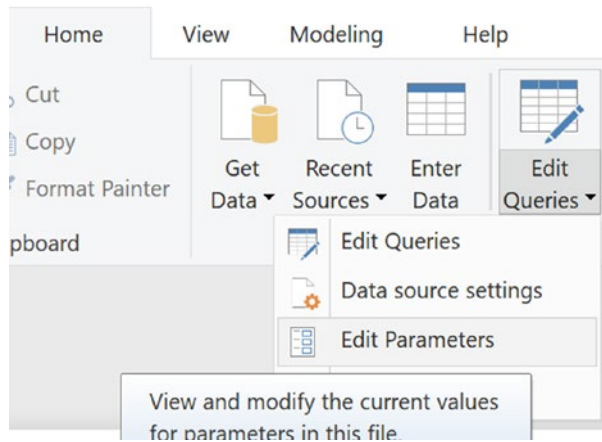 Home View Modeling Help
Cut
Copy
Format Painter
Get Data
Recent Sources
Enter Data
Edit Queries
pboard
Edit Queries
Data source settings
Edit Parameters
View and modify the current values
for parameters in this file.